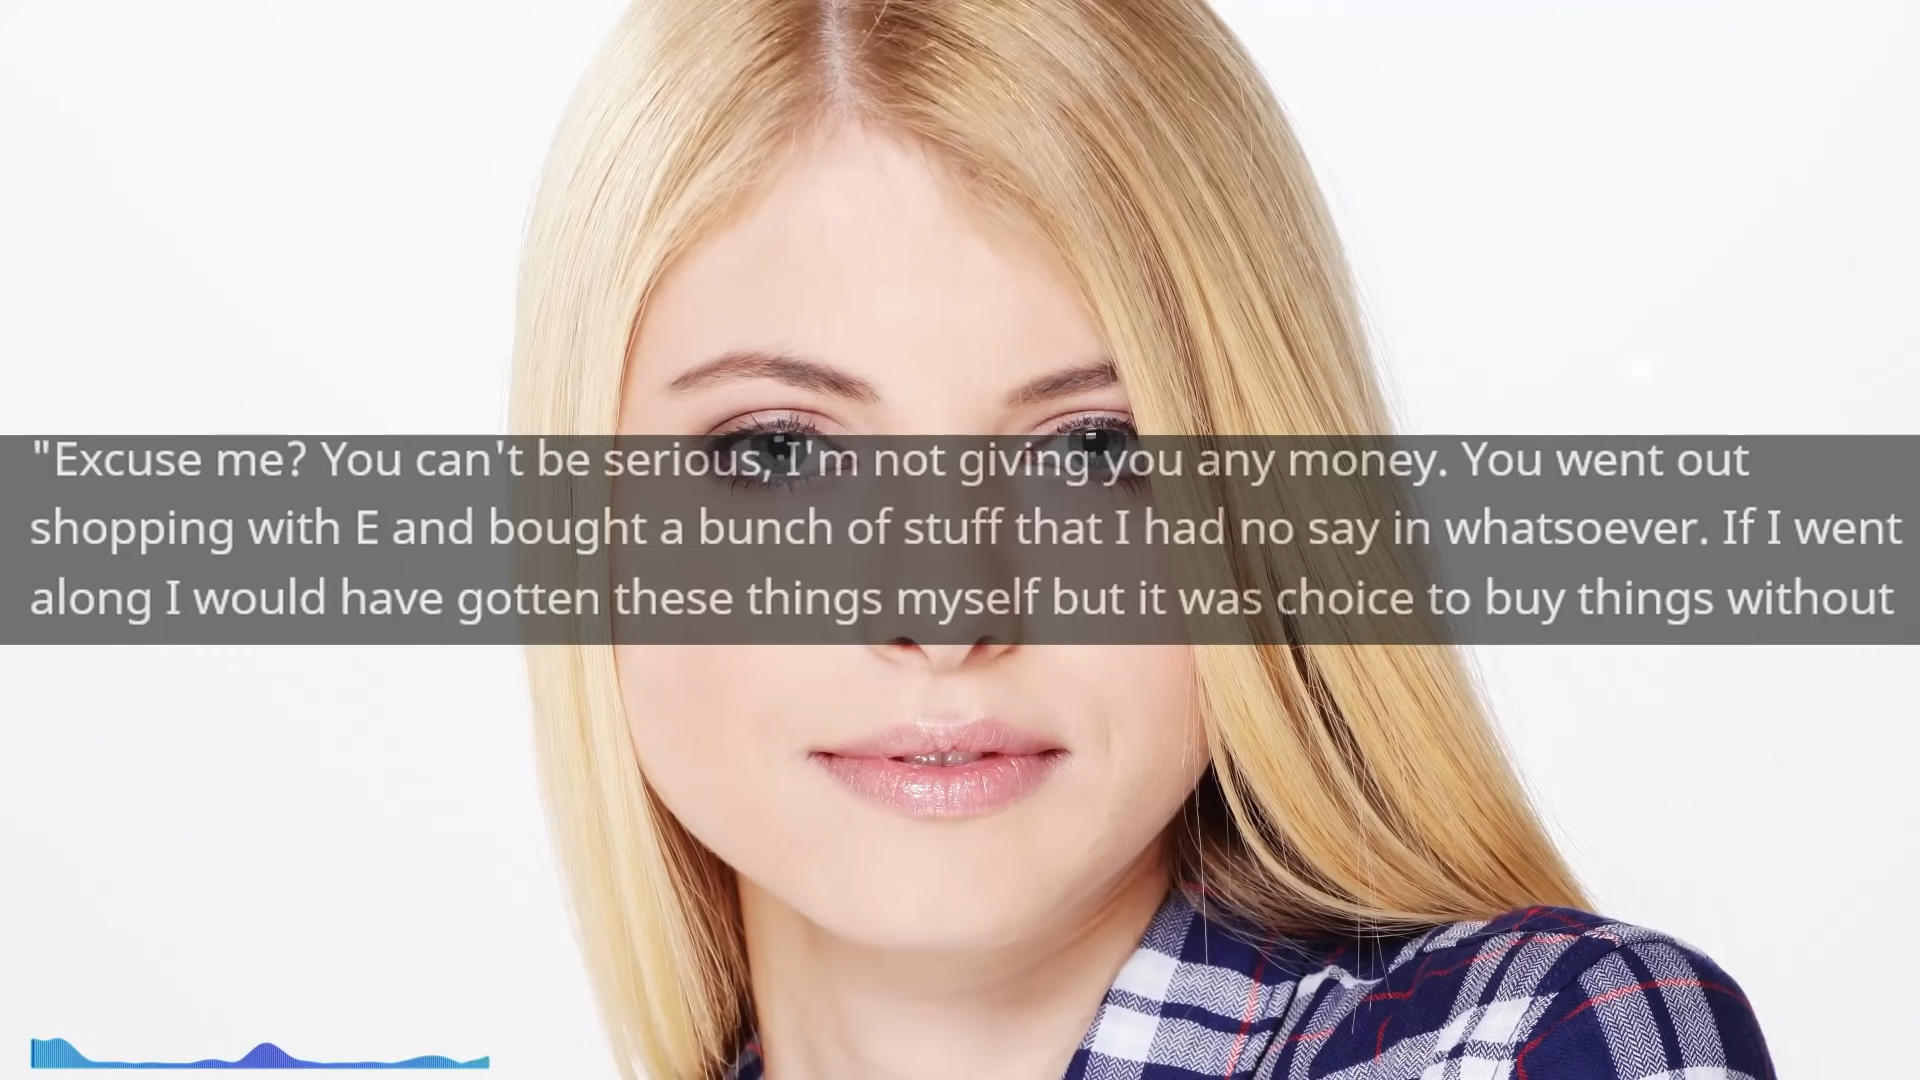 "Excuse me? You can't be serious, I'm not giving you any money. You went out
shopping with E and bought a bunch of stuff that I had no say in whatsoever. If I went
along I would have gotten these things myself but it was choice to buy things without